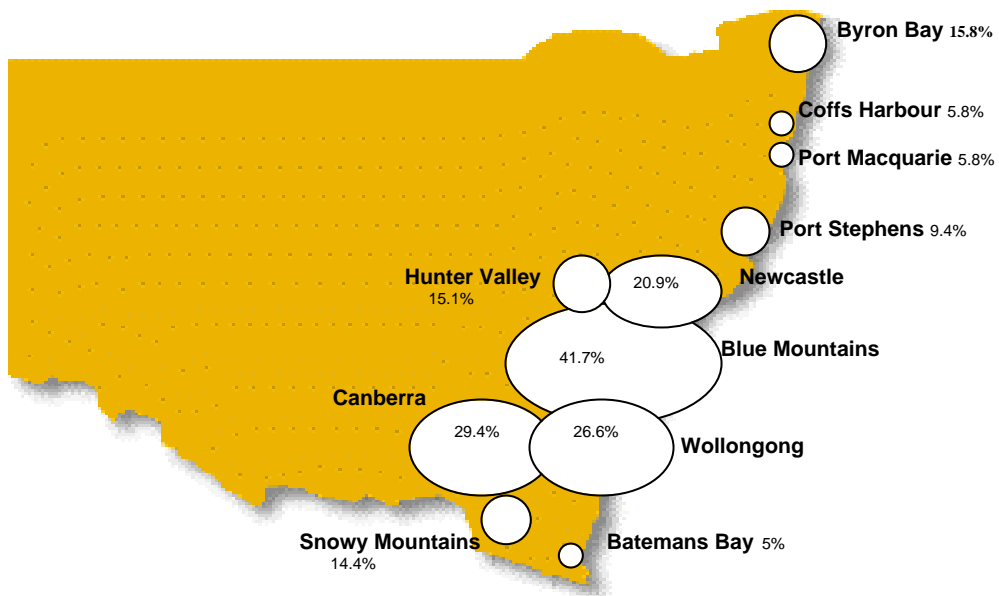 Byron Bay 15.8%
Coffs Harbour 5.8%
Port Macquarie 5.8%
Port Stephens 9.4%
Hunter Valley
15.1%
20.9%
Newcastle
41.7%
Blue Mountains
Canberra
29.4%
26.6%
Wollongong
Snowy Mountains
14.4%
Batemans Bay 5%